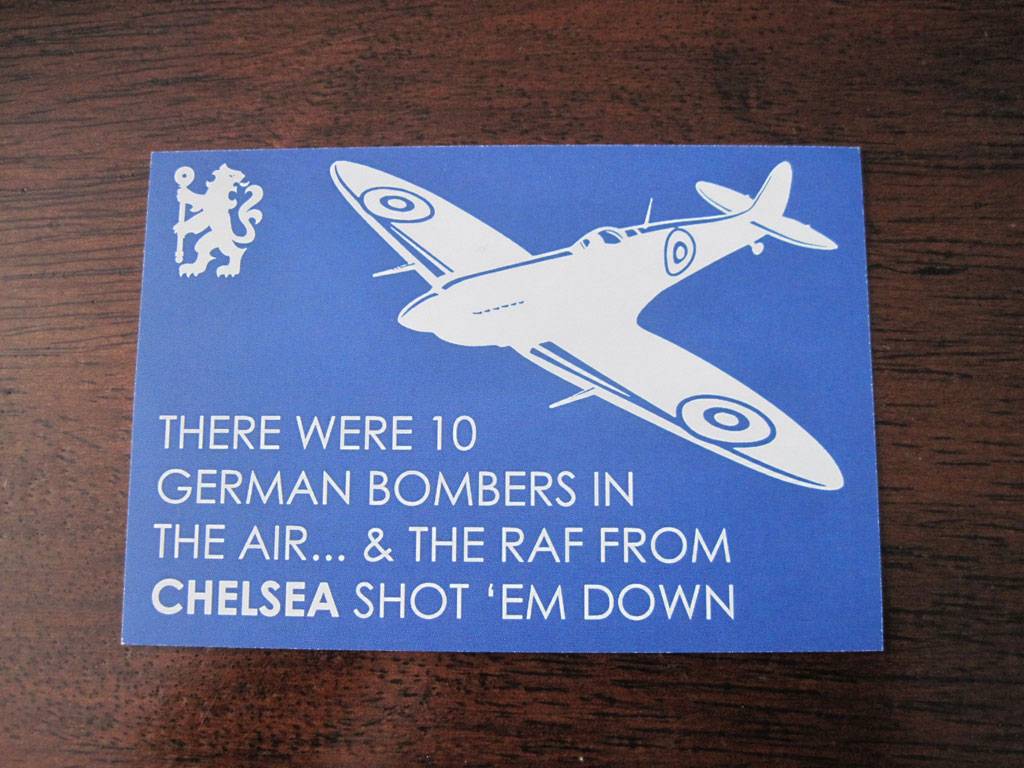 THERE WERE 10
GERMAN BOMBERS IN
THE AIR... & THE RAF FROM
CHELSEA SHOT ‘EM DOWN